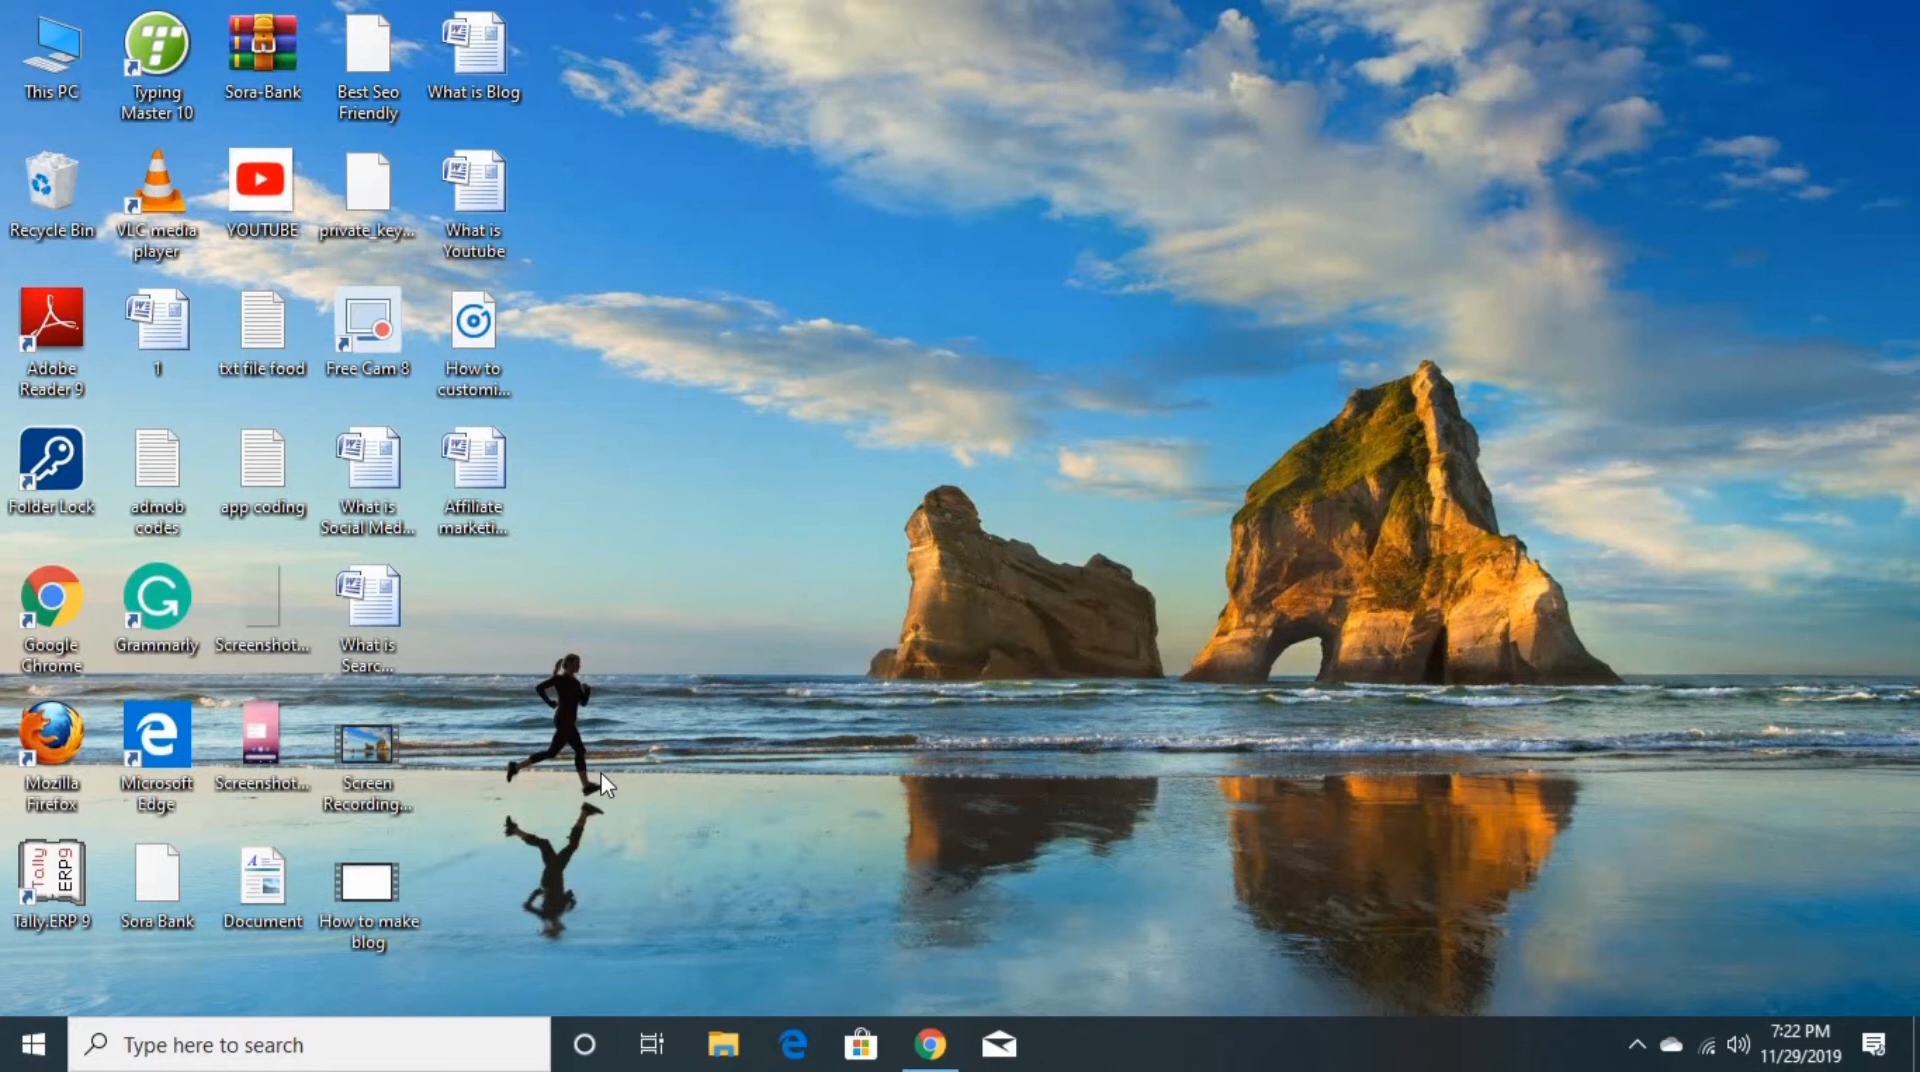 This PC
Typing
Master 10
Sora-Bank
Best Seo
Friendly
What is Blog
Recycle Bin
VLC media
player
YOUTUBE
private_key...
What is
Youtube
Adobe
Reader 9
1
txt file food
Free Cam 8
How to
customi...
Folder Lock
admob
codes
app coding
What is
Social Med...
Affiliate
marketi...
Google
Chrome
Grammarly
Screenshot...
What is
Searc...
Mozilla
Firefox
Microsoft
Edge
Screenshot...
Screen
Recording...
Tally
ERP9
Tally.ERP 9
Sora Bank
Document
How to make
blog
Type here to search
7:22 PM
11/29/2019